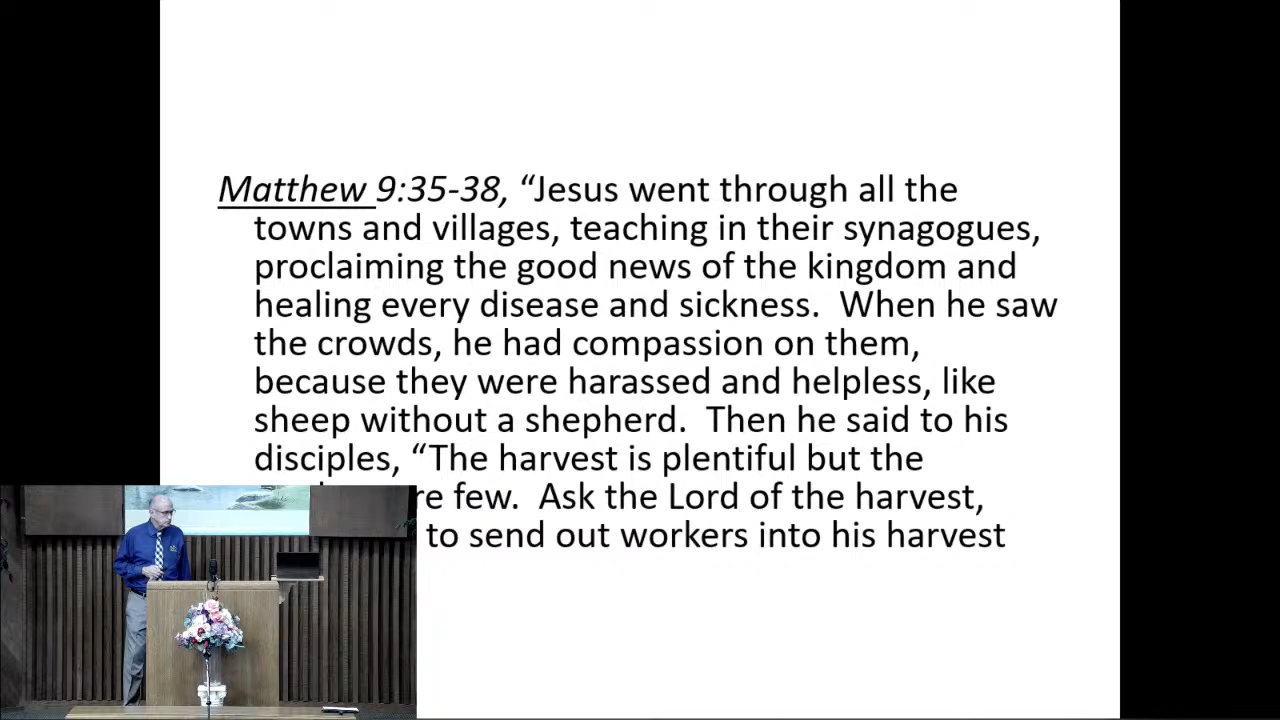 Matthew 9:35-38, “Jesus went through all the
towns and villages, teaching in their synagogues,
proclaiming the good news of the kingdom and
healing every disease and sickness.  When he saw
the crowds, he had compassion on them,
because they were harassed and helpless, like
sheep without a shepherd.  Then he said to his
disciples, “The harvest is plentiful but the
few.  Ask the Lord of the harvest,
to send out workers into his harvest